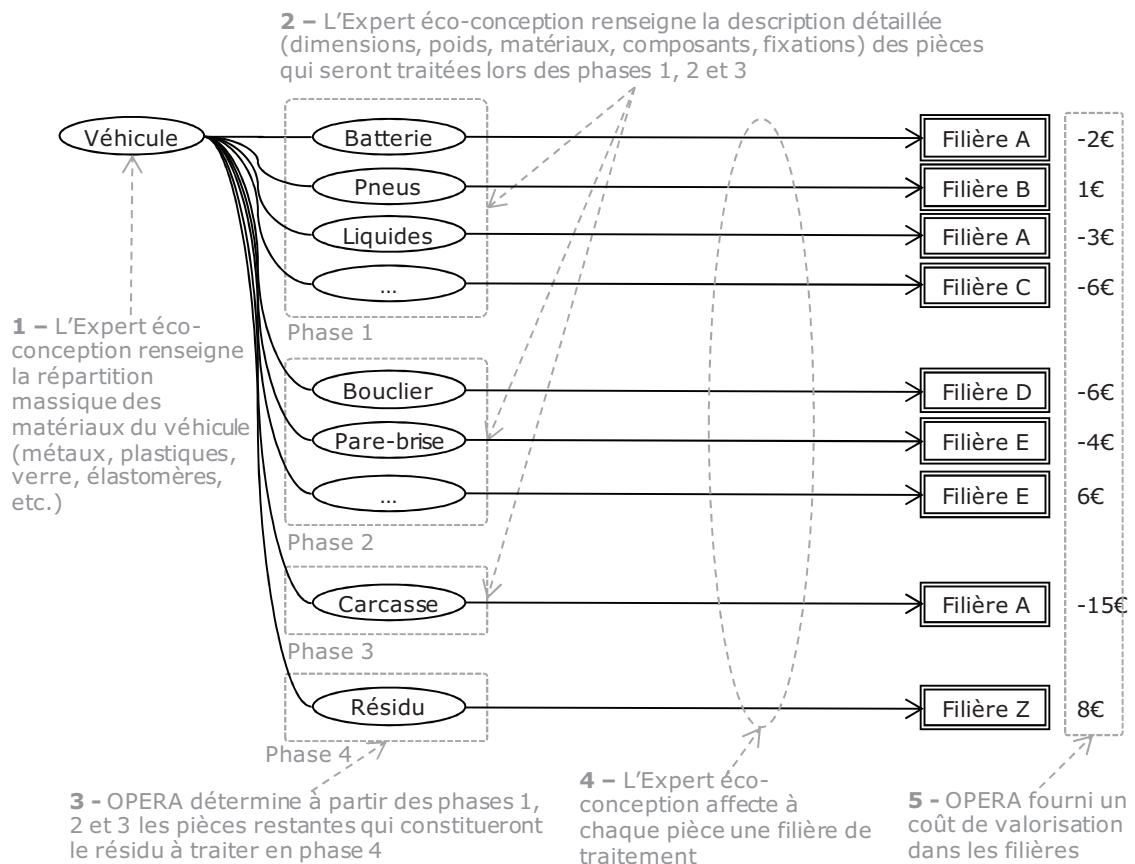 2 – L'Expert éco-conception renseigne la description détaillée
(dimensions, poids, matériaux, composants, fixations) des pièces
qui seront traitées lors des phases 1, 2 et 3
Véhicule
Batterie
Filière A
-2€
Pneus
Filière B
1€
Liquides
Filière A
-3€
...
Filière C
-6€
Phase 1
1 – L'Expert éco-
conception renseigne
la répartition
massique des
matériaux du véhicule
(métaux, plastiques,
verre, élastomères,
etc.)
Bouclier
Filière D
-6€
Pare-brise
Filière E
-4€
...
Filière E
6€
Phase 2
Carcasse
Filière A
-15€
Phase 3
Résidu
Filière Z
8€
Phase 4
3 - OPERA détermine à partir des phases 1,
2 et 3 les pièces restantes qui constitueront
le résidu à traiter en phase 4
4 – L'Expert éco-
conception affecte à
chaque pièce une filière de
traitement
5 - OPERA fourni un
coût de valorisation
dans les filières